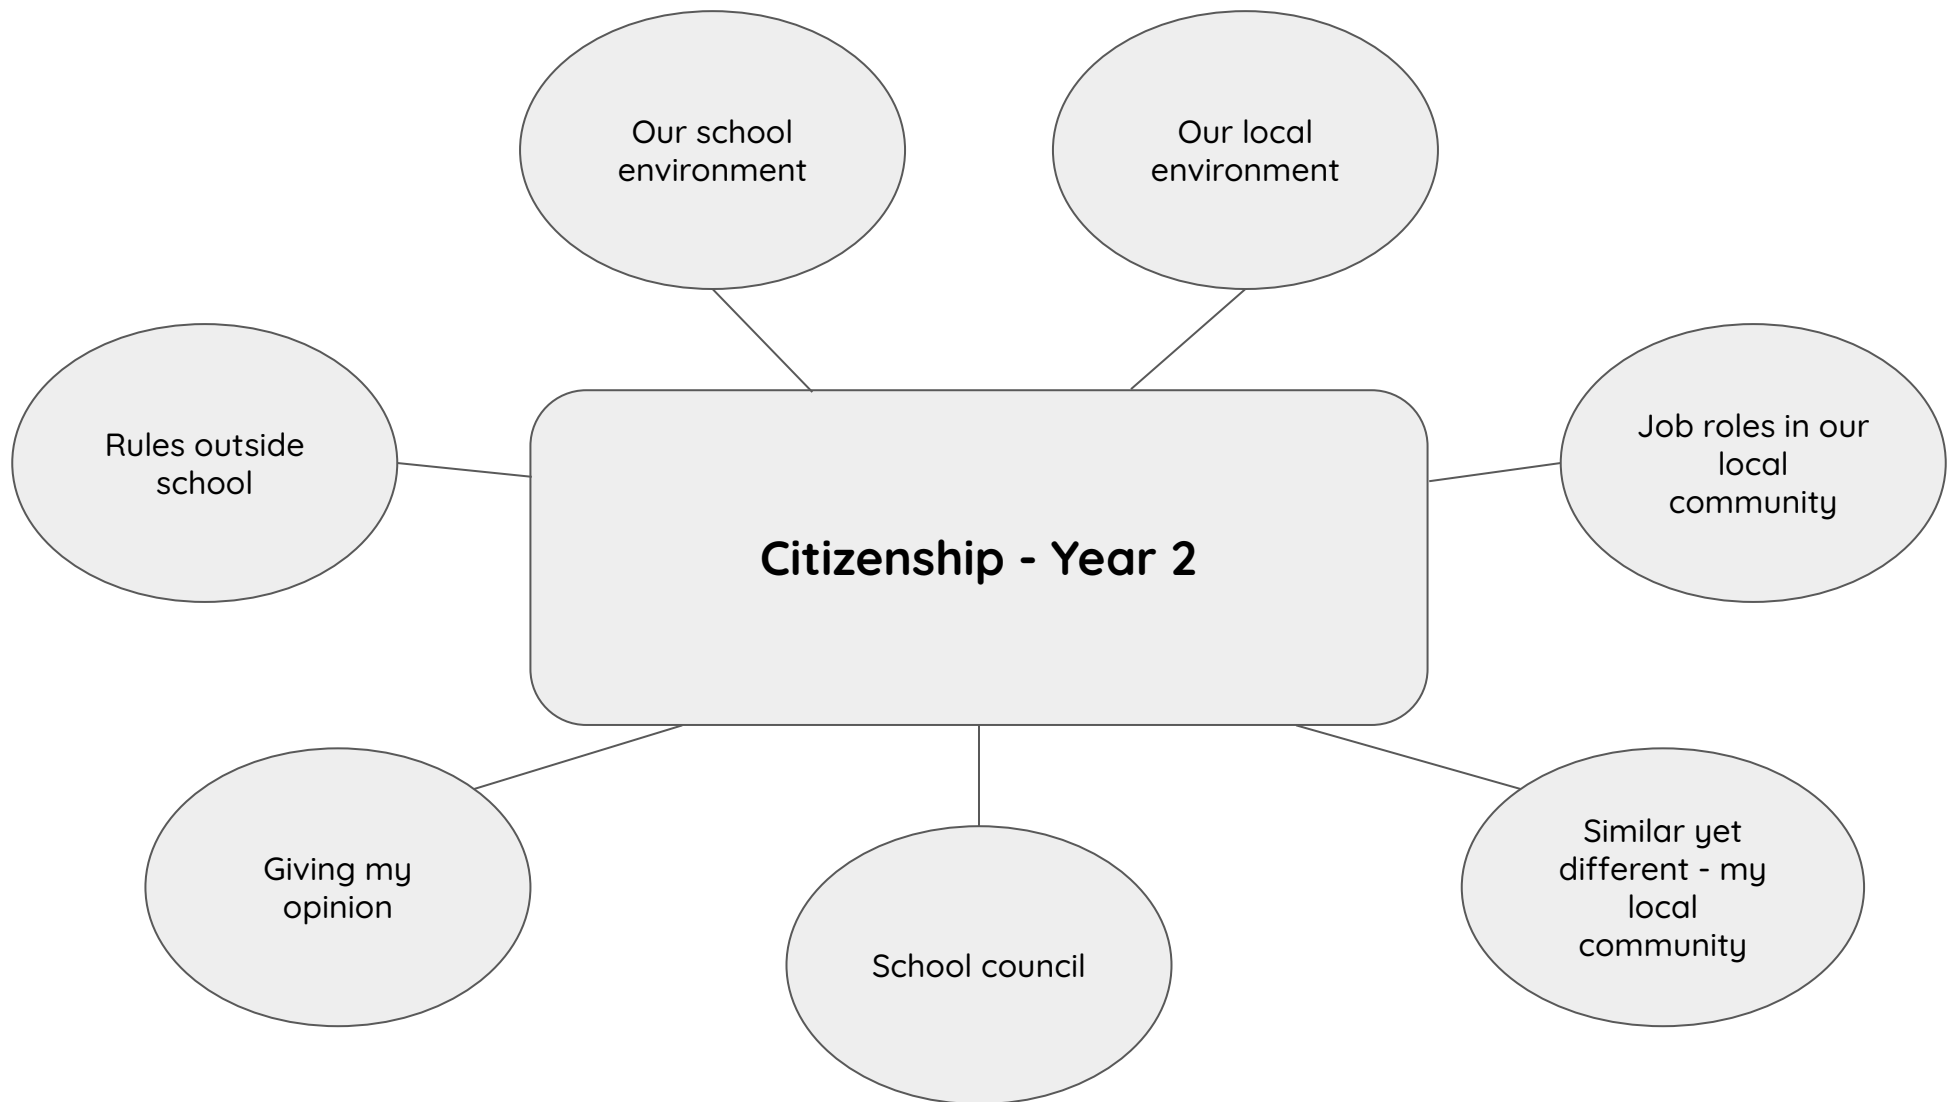 Our school
environment
Our local
environment
Rules outside
school
Job roles in our
local
community
Citizenship - Year 2
Giving my
opinion
School council
Similar yet
different - my
local
community